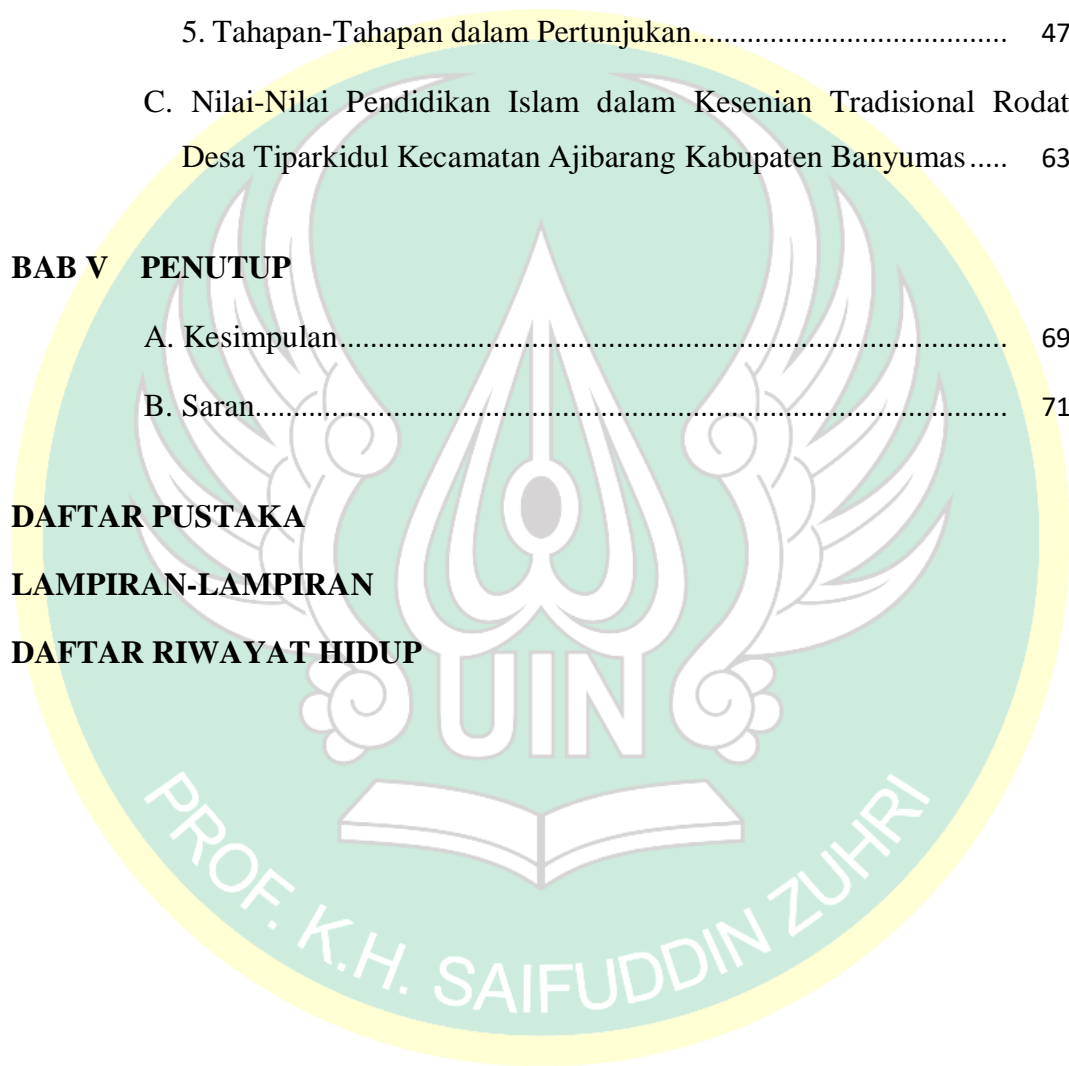 5. Tahapan-Tahapan dalam Pertunjukan..................................... 47
C. Nilai-Nilai Pendidikan Islam dalam Kesenian Tradisional Rodat
Desa Tiparkidul Kecamatan Ajibarang Kabupaten Banyumas..... 63
BAB V PENUTUP
A. Kesimpulan.............................................................................. 69
B. Saran........................................................................................ 71
DAFTAR PUSTAKA
LAMPIRAN-LAMPIRAN
DAFTAR RIWAYAT HIDUP
UIN
PROF. K.H. SAIFUDDIN ZUHRI